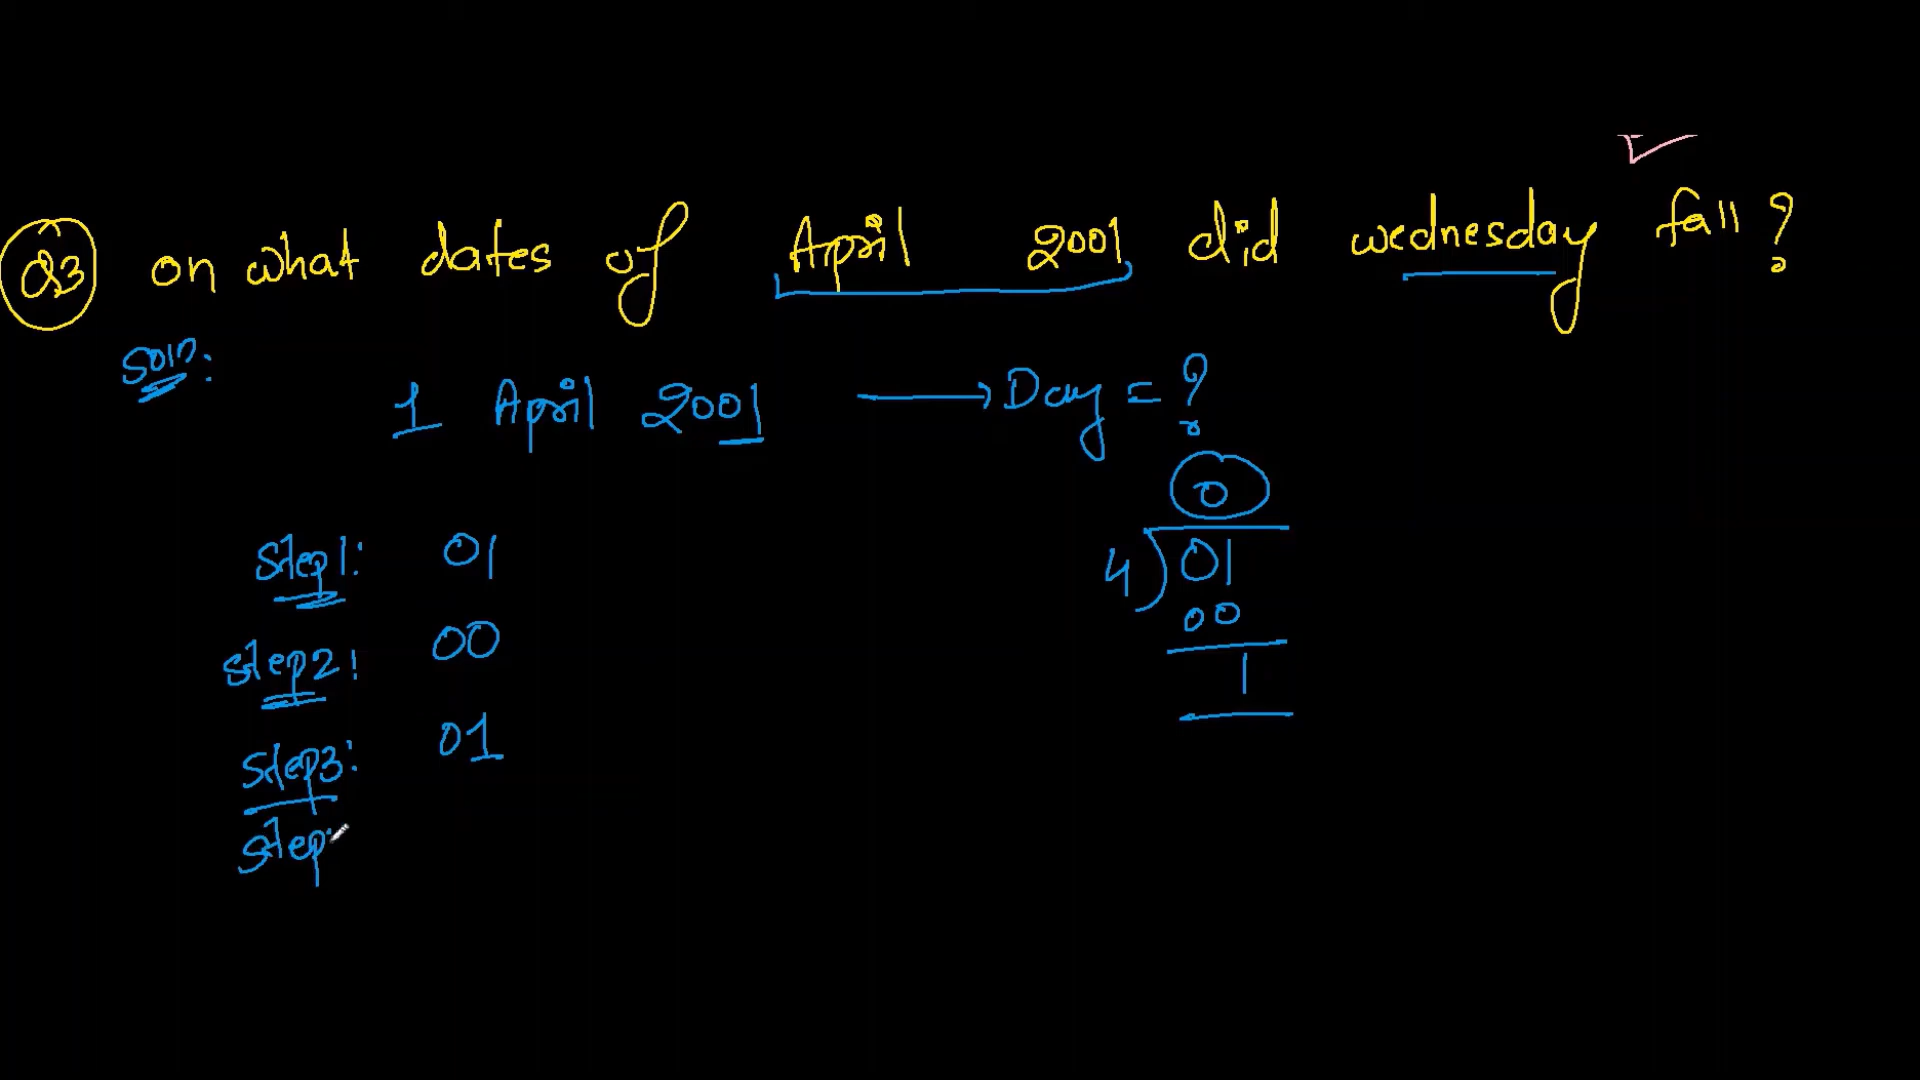 Q3 on what dates of April 2001 did wednesday fall ?
Soln:
1 April 2001 → Day = ?
0
Step1: 01
4 ) 01
00
Step2: 00
1
Step3: 01
Step